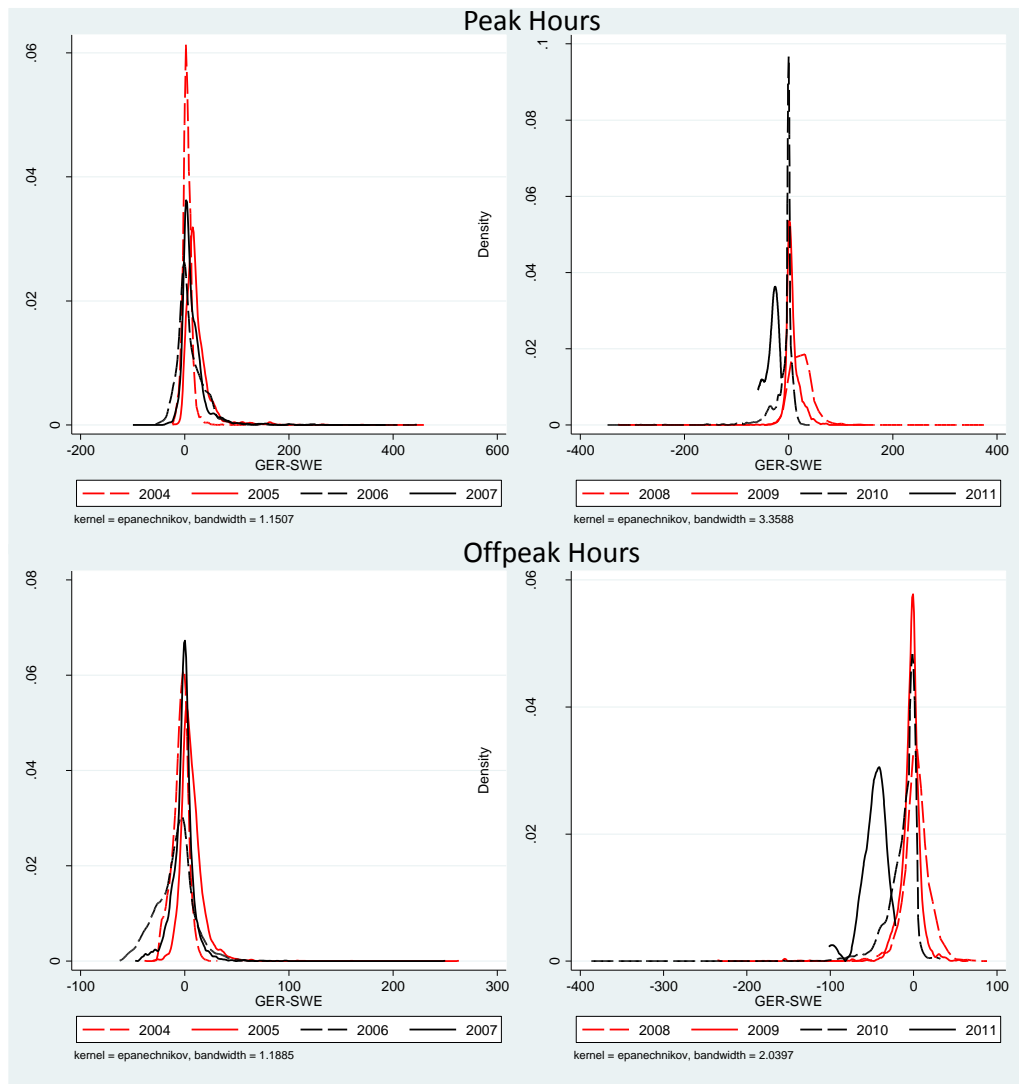 Peak Hours
.06
.04
.02
0
-200 0 200 400 600
GER-SWE
2004 2005 2006 2007
kernel = epanechnikov, bandwidth = 1.1507
Density
.1
.08
.06
.04
.02
0
-400 -200 0 200 400
GER-SWE
2008 2009 2010 2011
kernel = epanechnikov, bandwidth = 3.3588
Offpeak Hours
.08
.06
.04
.02
0
-100 0 100 200 300
GER-SWE
2004 2005 2006 2007
kernel = epanechnikov, bandwidth = 1.1885
Density
.06
.04
.02
0
-400 -300 -200 -100 0 100
GER-SWE
2008 2009 2010 2011
kernel = epanechnikov, bandwidth = 2.0397